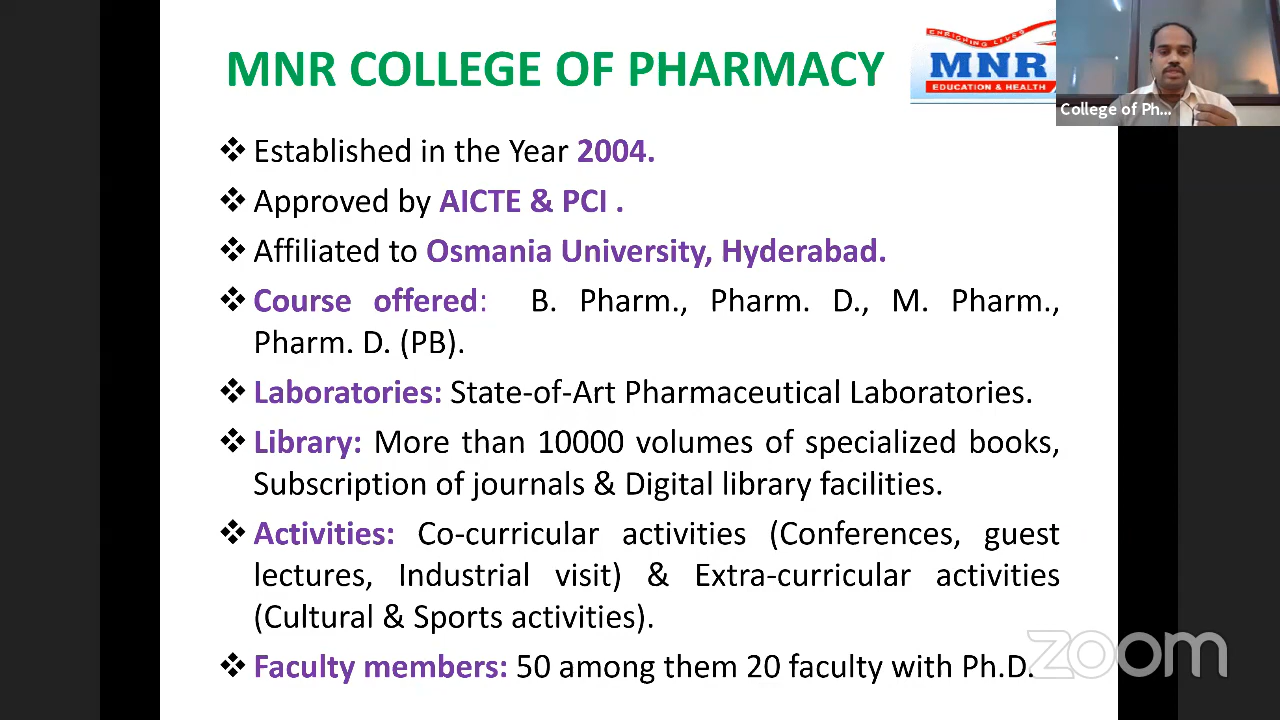 MNR COLLEGE OF PHARMACY
ENRICHING LIVES
MNR
EDUCATION & HEALTH
College of Ph...
❖ Established in the Year 2004.
❖ Approved by AICTE & PCI .
❖ Affiliated to Osmania University, Hyderabad.
❖ Course offered: B. Pharm., Pharm. D., M. Pharm.,
Pharm. D. (PB).
❖ Laboratories: State-of-Art Pharmaceutical Laboratories.
❖ Library: More than 10000 volumes of specialized books,
Subscription of journals & Digital library facilities.
❖ Activities: Co-curricular activities (Conferences, guest
lectures, Industrial visit) & Extra-curricular activities
(Cultural & Sports activities).
❖ Faculty members: 50 among them 20 faculty with Ph.D.
zoom